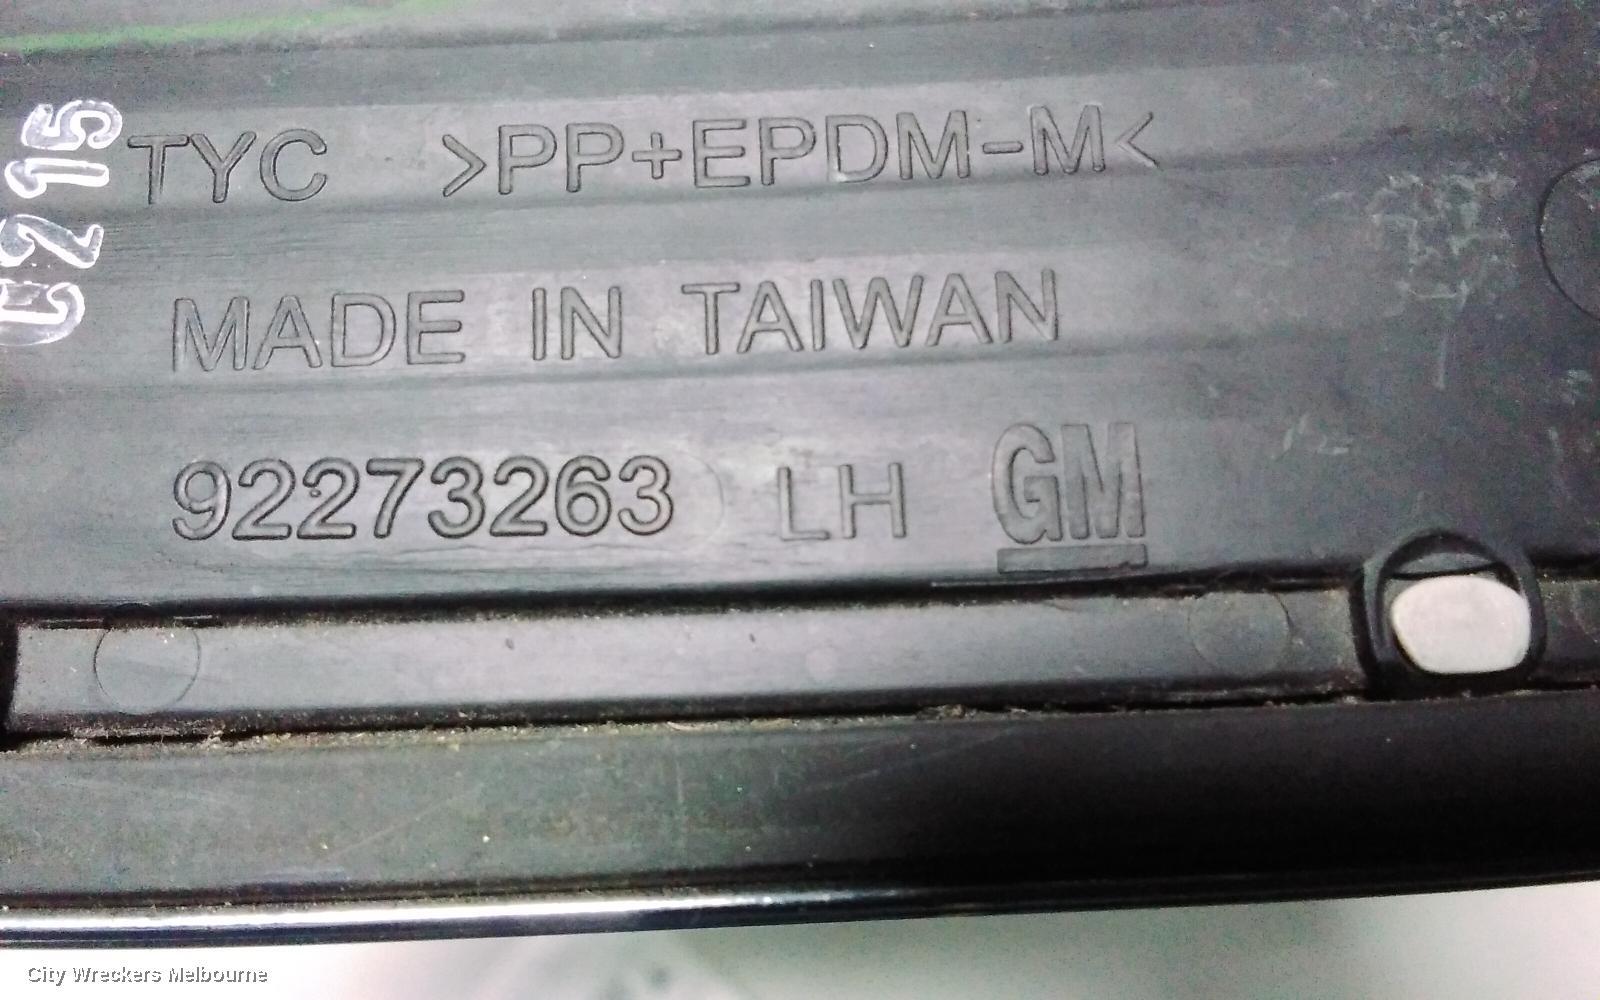 TYC >PP+EPDM-M<
MADE IN TAIWAN
92273263 LH GM
C215
City Wreckers Melbourne